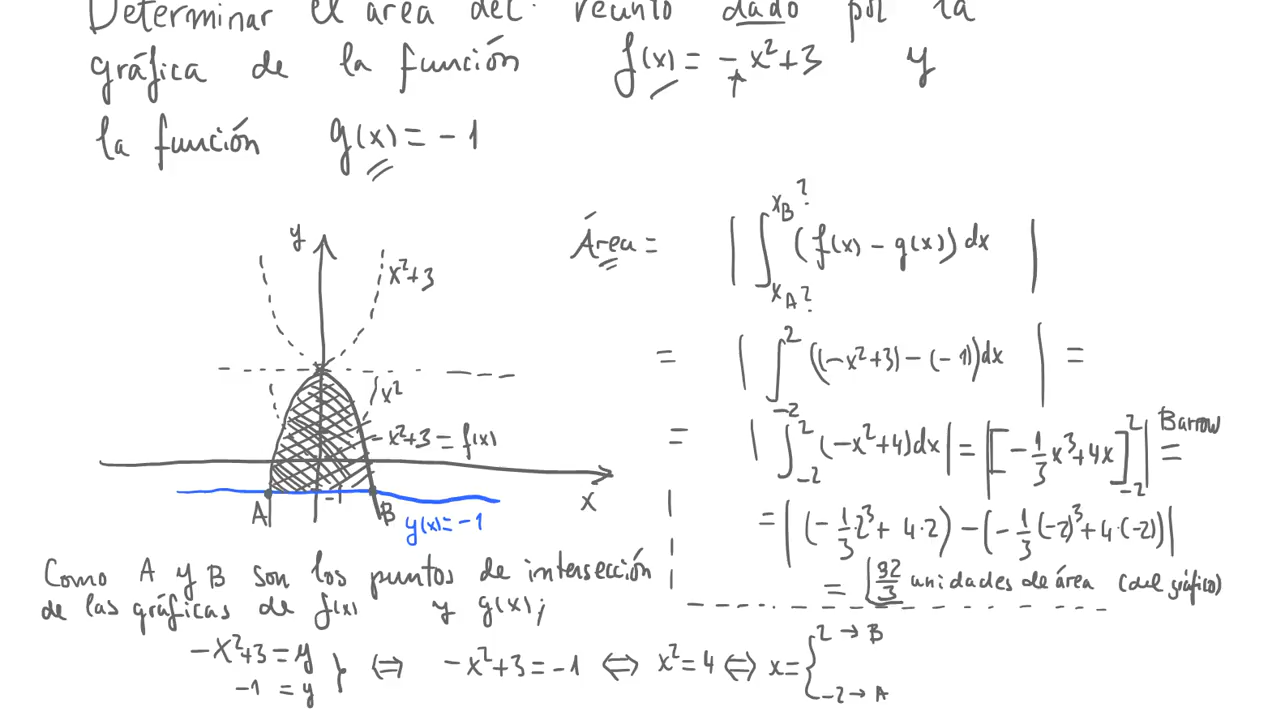 Determinar el área del recinto dado por la
gráfica de la función f(x) = -x²+3 y
la función g(x) = -1
y
x²+3
x²
-x²+3 = f(x)
-1
x
A
B
y(x)=-1
Área = | ∫_{x_A?}^{x_B?} (f(x) - g(x)) dx |
= | ∫_{-2}^{2} ((-x²+3) - (-1)) dx | =
= | ∫_{-2}^{2} (-x²+4) dx | = | [-1/3 x³+4x]_{-2}^{2} | = Barrow
= | (-1/3 2³ + 4·2) - (-1/3 (-2)³ + 4·(-2)) |
= 32/3 unidades de área (del gráfico)
Como A y B son los puntos de intersección
de las gráficas de f(x) y g(x);
-x²+3 = y
-1 = y } ⇔ -x²+3 = -1 ⇔ x² = 4 ⇔ x = { 2 → B
-2 → A